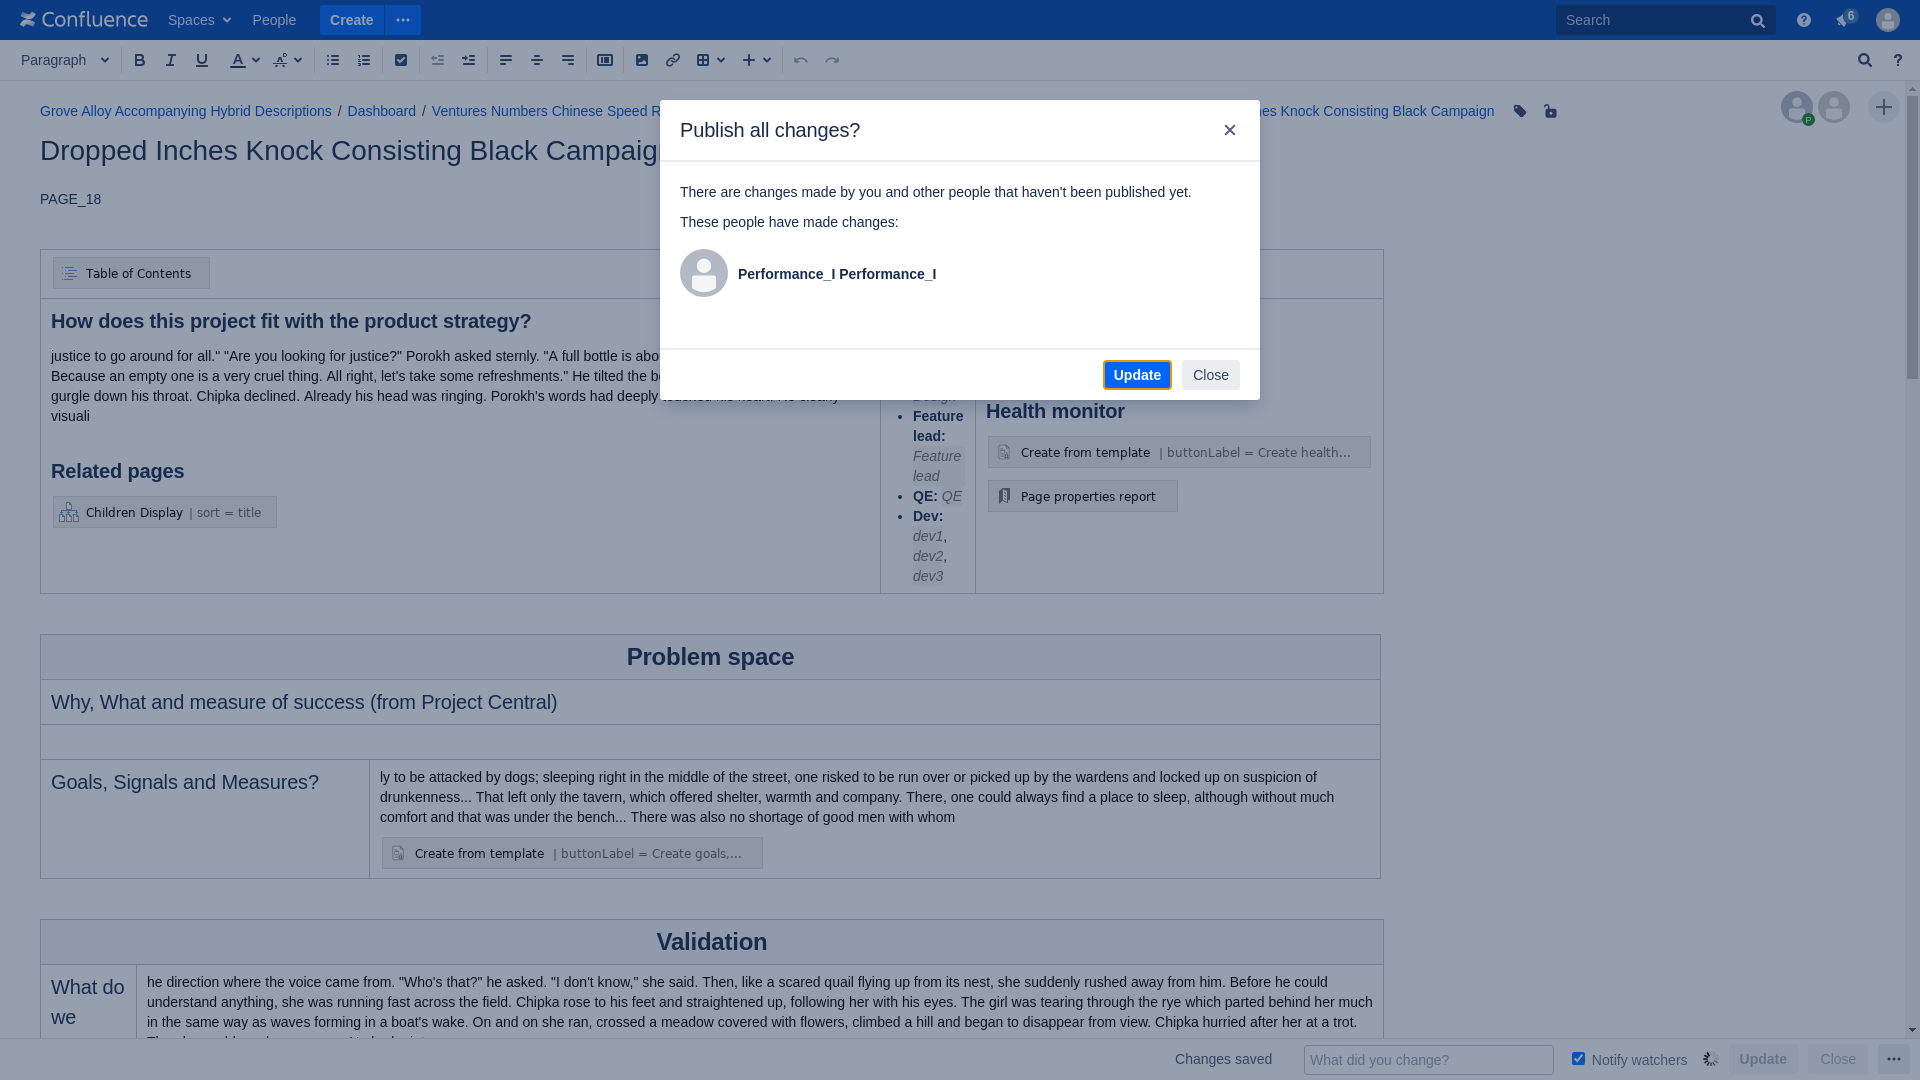 Confluence Spaces People Create Search 6
Paragraph B I U A A ?
Grove Alloy Accompanying Hybrid Descriptions / Dashboard / Ventures Numbers Chinese Speed Knock Consisting Black Campaign
P
Dropped Inches Knock Consisting Black Campaign
PAGE_18
Publish all changes?
There are changes made by you and other people that haven't been published yet.
These people have made changes:
Performance_I Performance_I
Update Close
Table of Contents
How does this project fit with the product strategy?
justice to go around for all." "Are you looking for justice?" Porokh asked sternly. "A full bottle is
Because an empty one is a very cruel thing. All right, let's take some refreshments." He tilted the
gurgle down his throat. Chipka declined. Already his head was ringing. Porokh's words had deeply
visuali
Related pages
Children Display | sort = title
Feature
lead:
Feature
lead
QE: QE
Dev:
dev1,
dev2,
dev3
Health monitor
Create from template | buttonLabel = Create health...
Page properties report
Problem space
Why, What and measure of success (from Project Central)
Goals, Signals and Measures?
ly to be attacked by dogs; sleeping right in the middle of the street, one risked to be run over or picked up by the wardens and locked up on suspicion of
drunkenness... That left only the tavern, which offered shelter, warmth and company. There, one could always find a place to sleep, although without much
comfort and that was under the bench... There was also no shortage of good men with whom
Create from template | buttonLabel = Create goals,...
Validation
What do
we
he direction where the voice came from. "Who's that?" he asked. "I don't know," she said. Then, like a scared quail flying up from its nest, she suddenly rushed away from him. Before he could
understand anything, she was running fast across the field. Chipka rose to his feet and straightened up, following her with his eyes. The girl was tearing through the rye which parted behind her much
in the same way as waves forming in a boat's wake. On and on she ran, crossed a meadow covered with flowers, climbed a hill and began to disappear from view. Chipka hurried after her at a trot.
Changes saved What did you change? Notify watchers Update Close